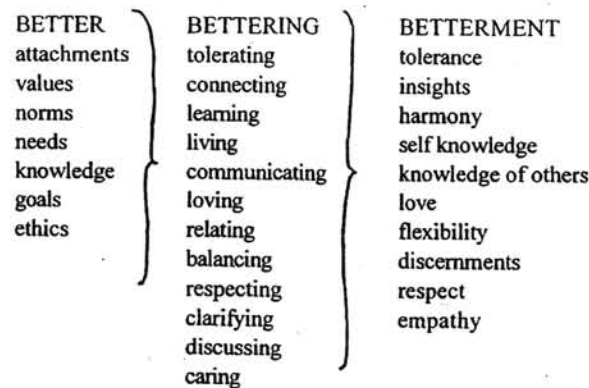 BETTER
attachments
values
norms
needs
knowledge
goals
ethics
BETTERING
tolerating
connecting
learning
living
communicating
loving
relating
balancing
respecting
clarifying
discussing
caring
BETTERMENT
tolerance
insights
harmony
self knowledge
knowledge of others
love
flexibility
discernments
respect
empathy